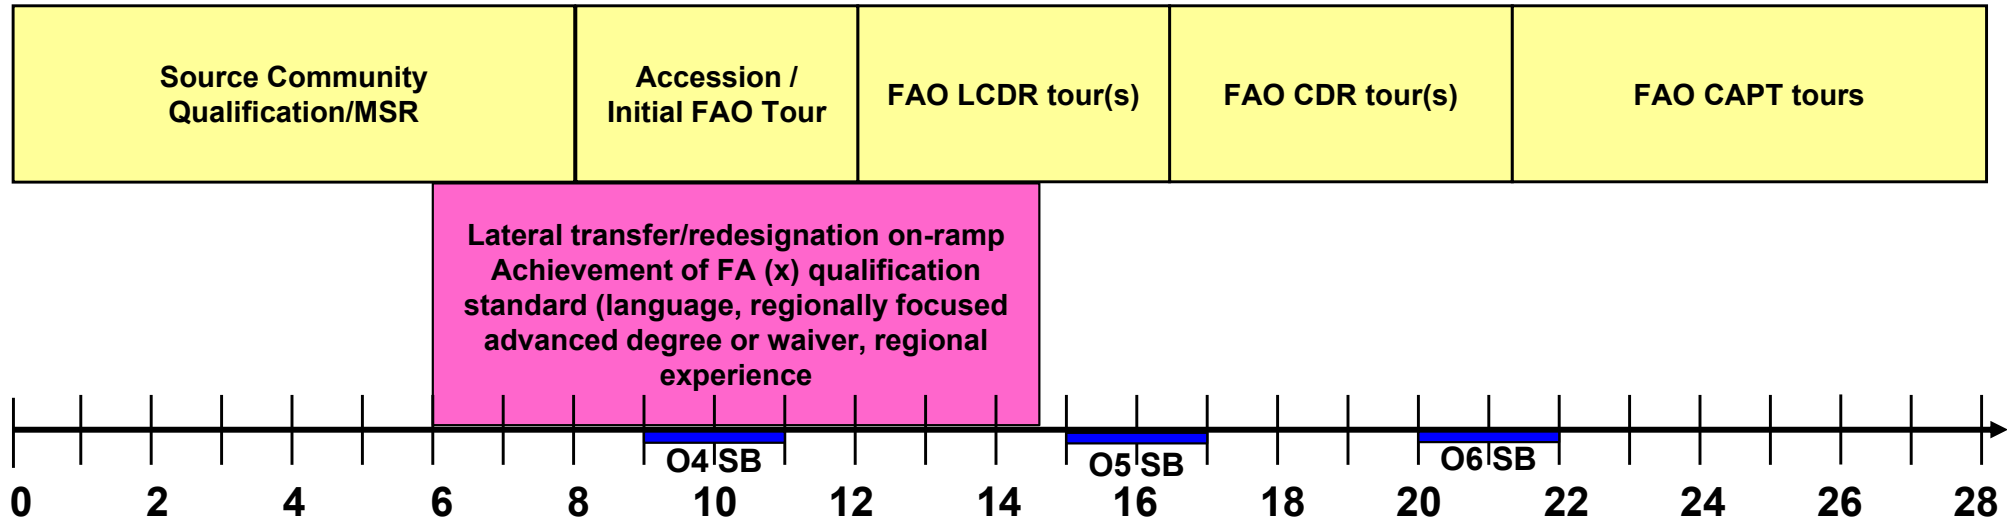 Source Community
Qualification/MSR
Accession /
Initial FAO Tour
FAO LCDR tour(s)
FAO CDR tour(s)
FAO CAPT tours
Lateral transfer/redesignation on-ramp
Achievement of FA (x) qualification
standard (language, regionally focused
advanced degree or waiver, regional
experience
O4 SB
O5 SB
O6 SB
0 2 4 6 8 10 12 14 16 18 20 22 24 26 28